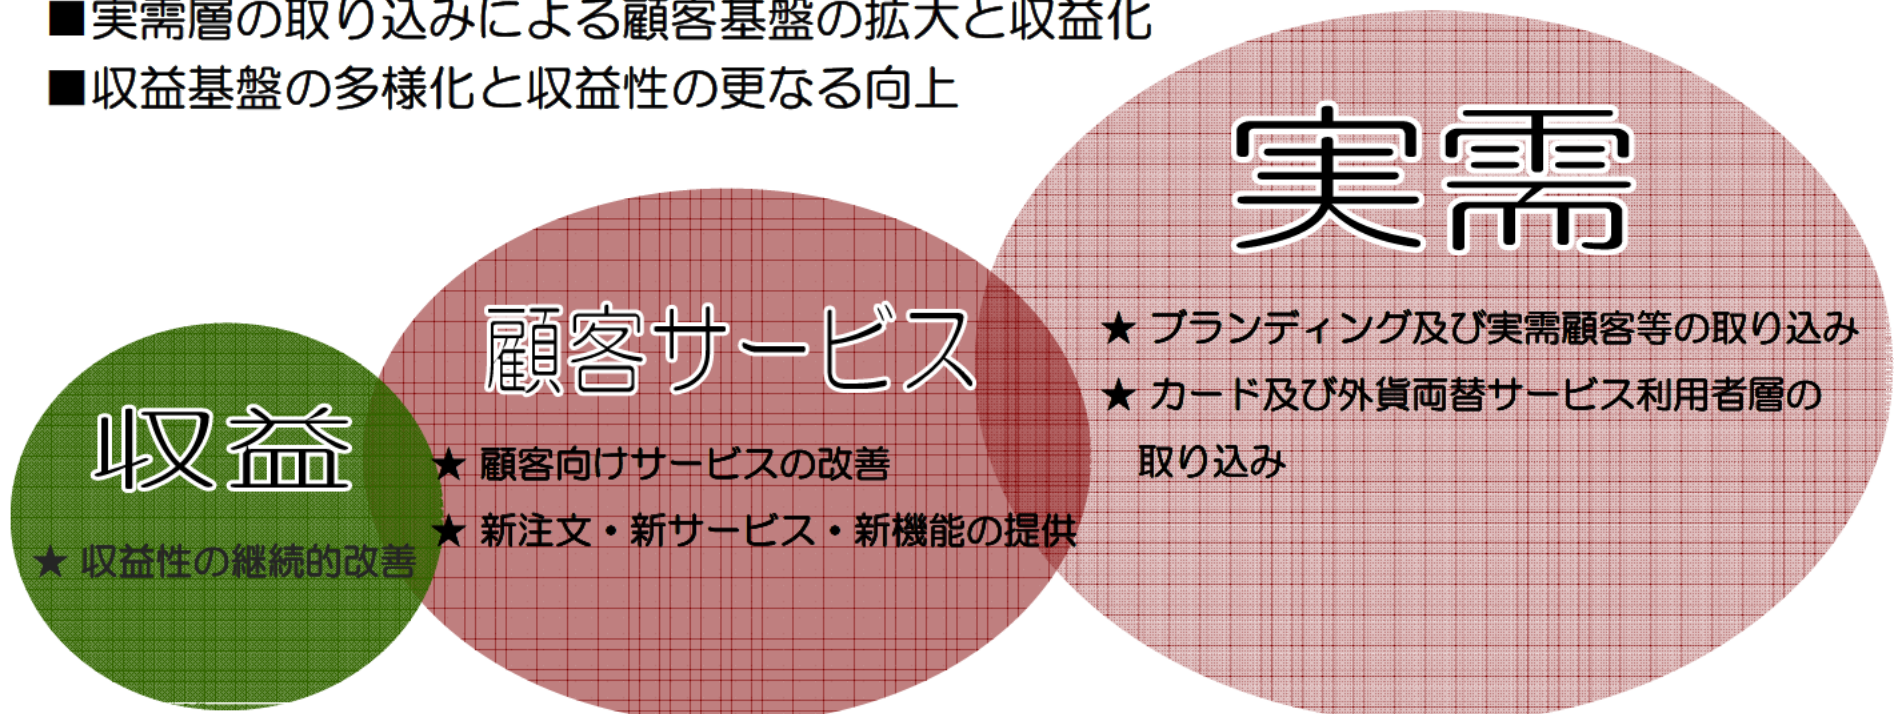 ■実需層の取り込みによる顧客基盤の拡大と収益化
■収益基盤の多様化と収益性の更なる向上
実需
★ ブランディング及び実需顧客等の取り込み
★ カード及び外貨両替サービス利用者層の
取り込み
顧客サービス
★ 顧客向けサービスの改善
★ 新注文・新サービス・新機能の提供
収益
★ 収益性の継続的改善